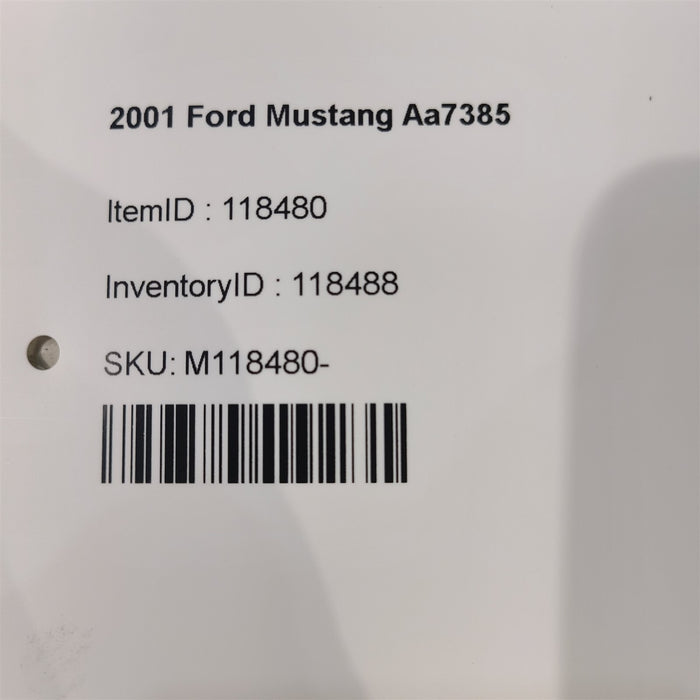 2001 Ford Mustang Aa7385
ItemID : 118480
InventoryID : 118488
SKU: M118480-